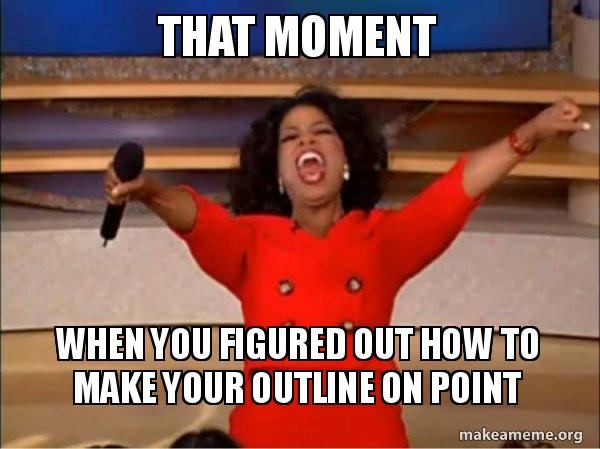 THAT MOMENT
WHEN YOU FIGURED OUT HOW TO
MAKE YOUR OUTLINE ON POINT
makeameme.org